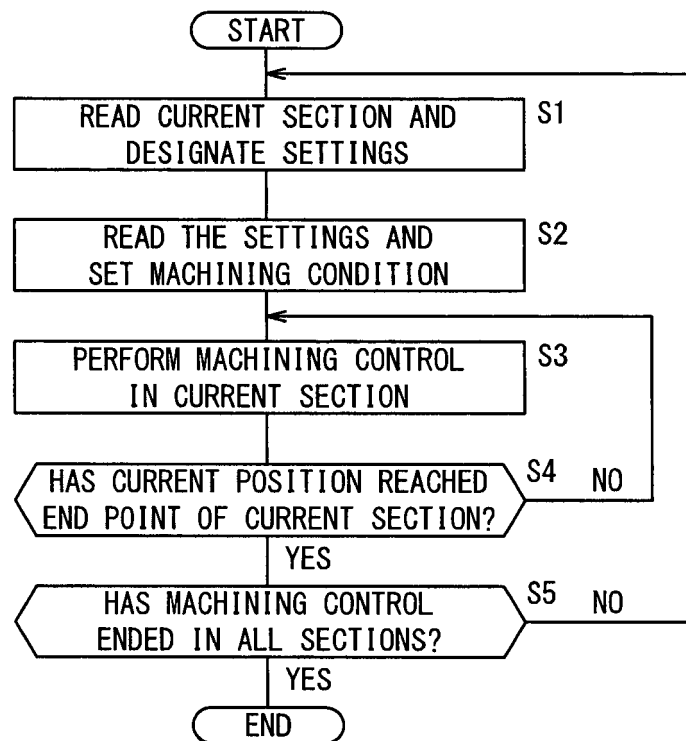 START
READ CURRENT SECTION AND
DESIGNATE SETTINGS
S1
READ THE SETTINGS AND
SET MACHINING CONDITION
S2
PERFORM MACHINING CONTROL
IN CURRENT SECTION
S3
HAS CURRENT POSITION REACHED
END POINT OF CURRENT SECTION?
S4 NO
YES
HAS MACHINING CONTROL
ENDED IN ALL SECTIONS?
S5 NO
YES
END